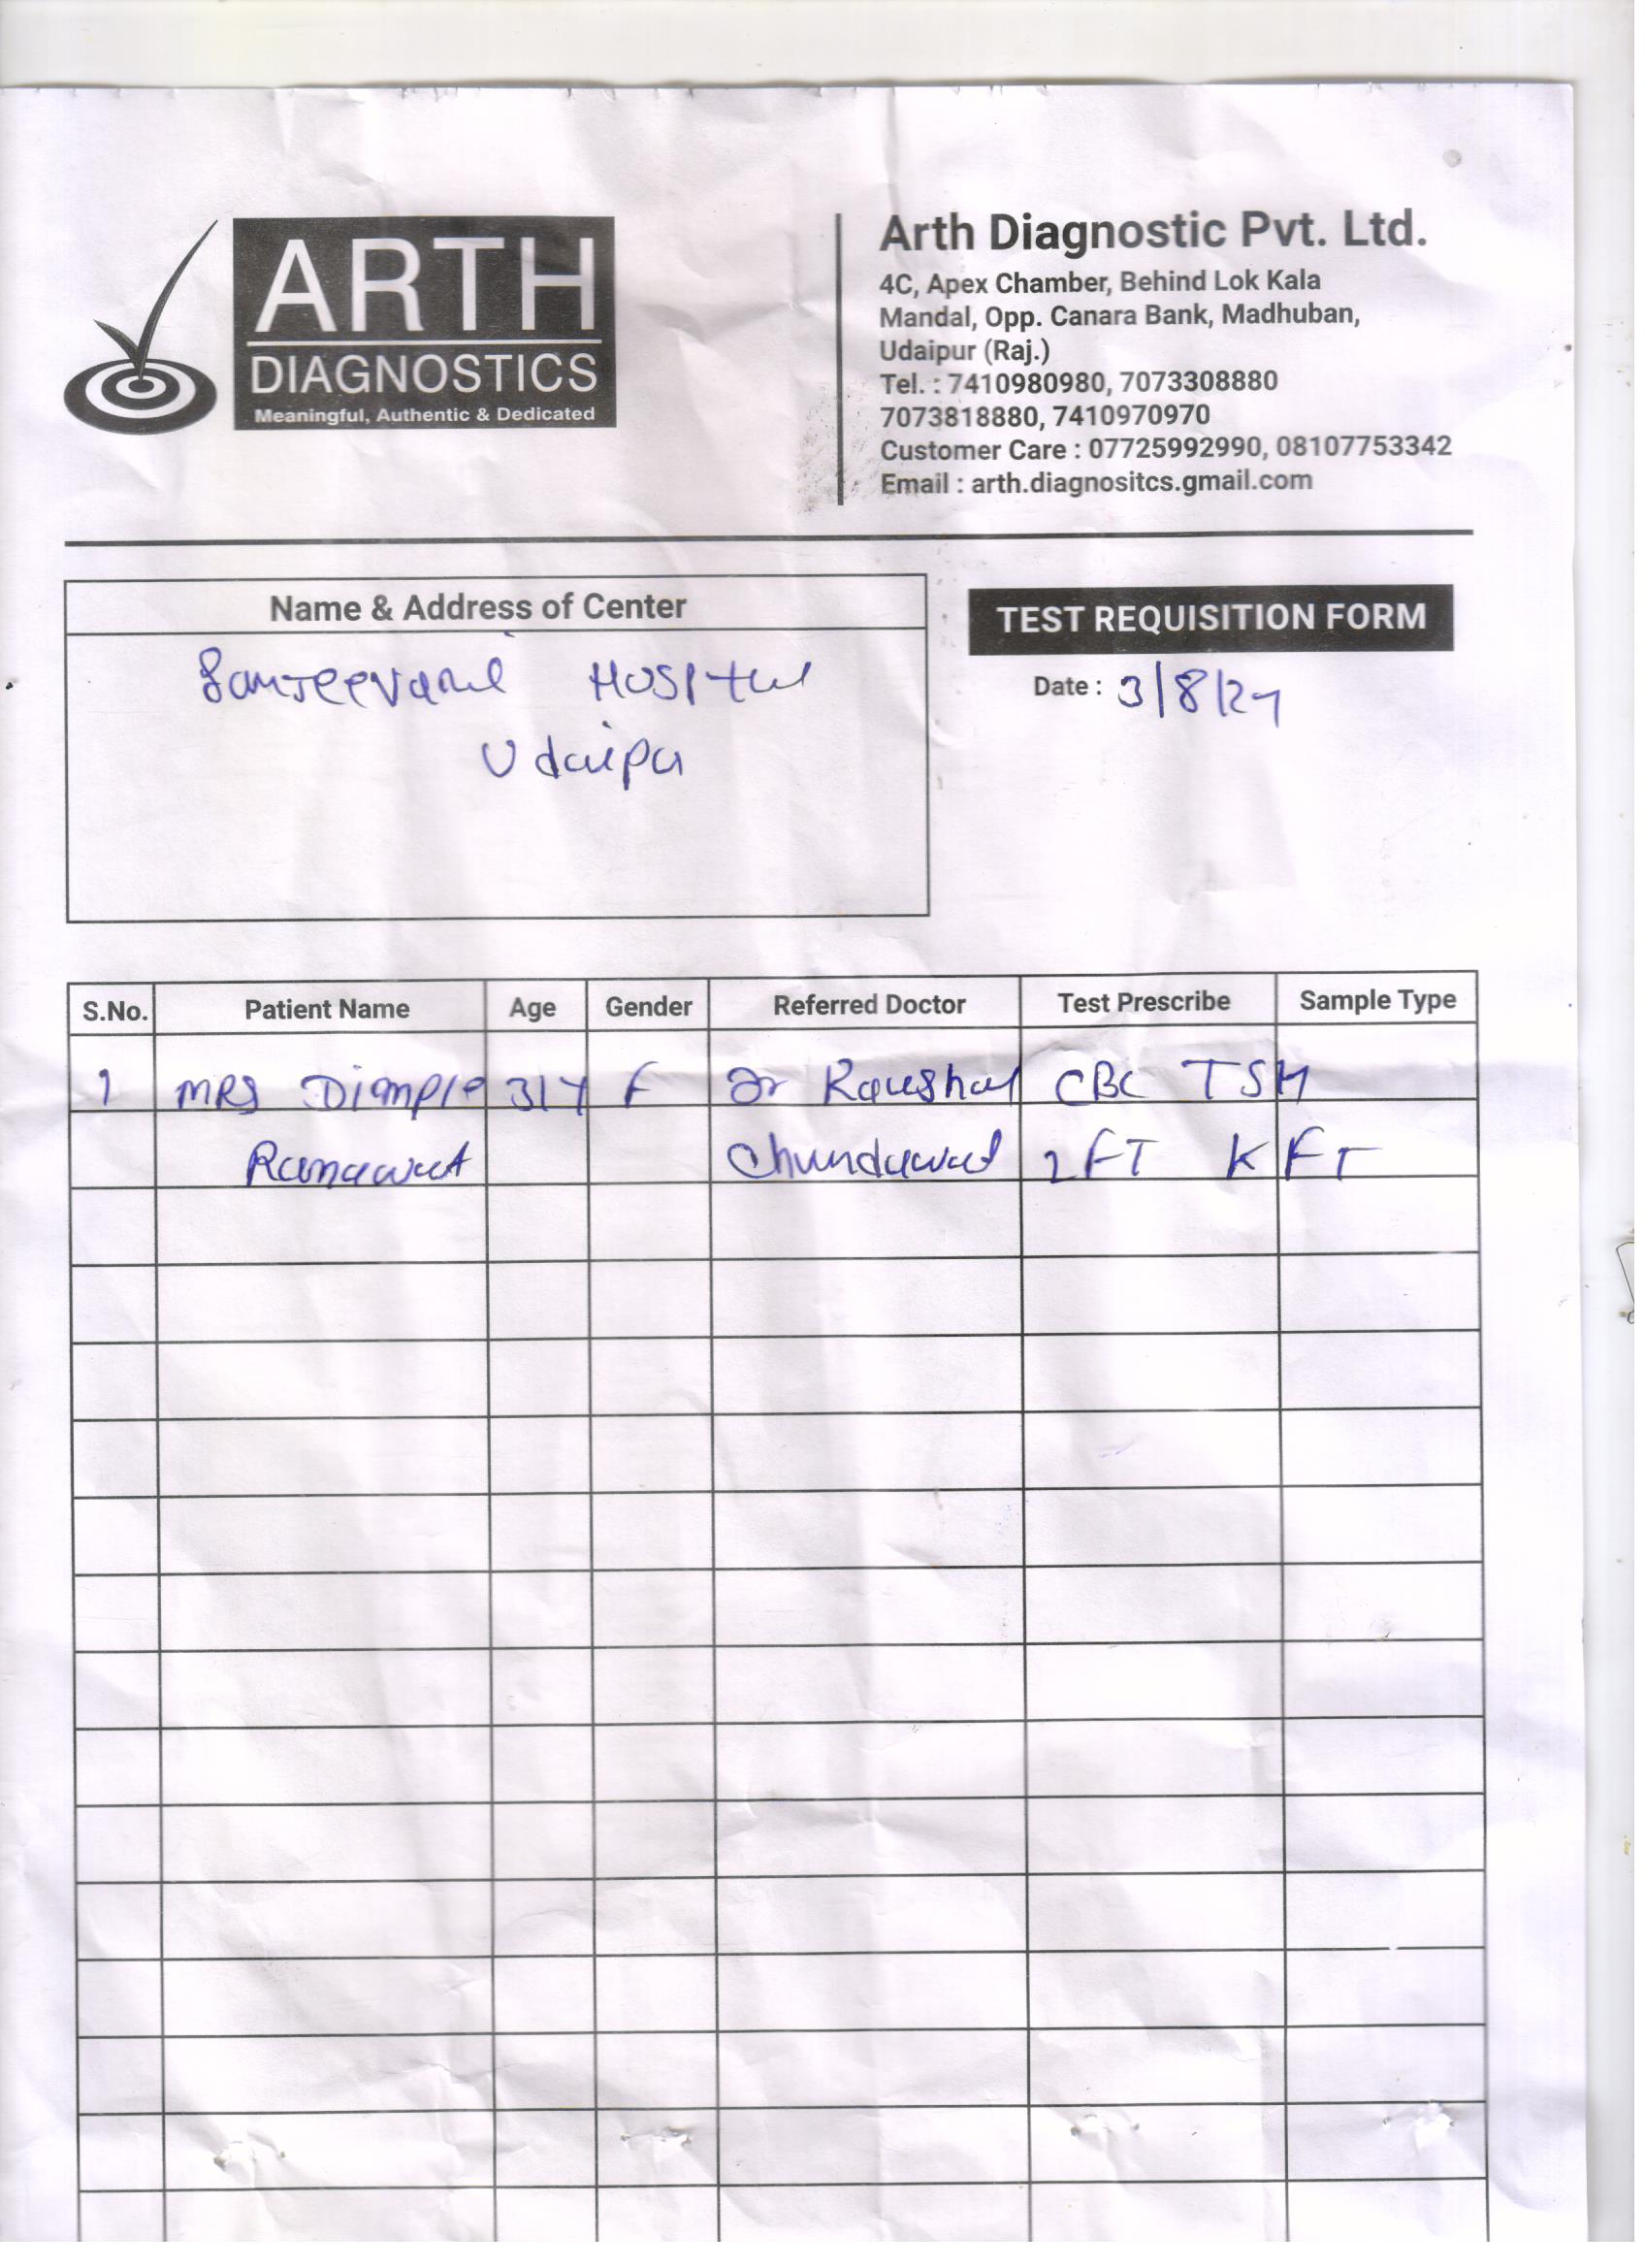 ARTH
DIAGNOSTICS
Meaningful, Authentic & Dedicated
Arth Diagnostic Pvt. Ltd.
4C, Apex Chamber, Behind Lok Kala
Mandal, Opp. Canara Bank, Madhuban,
Udaipur (Raj.)
Tel. : 7410980980, 7073308880
7073818880, 7410970970
Customer Care : 07725992990, 08107753342
Email : arth.diagnositcs.gmail.com
Name & Address of Center
Sanjeevani Hospital
Udaipur
TEST REQUISITION FORM
Date : 3/8/24
S.No. Patient Name Age Gender Referred Doctor Test Prescribe Sample Type
1 MRS Dimple 31Y F Dr Kaushal CBC TSH
Ranawat Chundawat LFT KFT